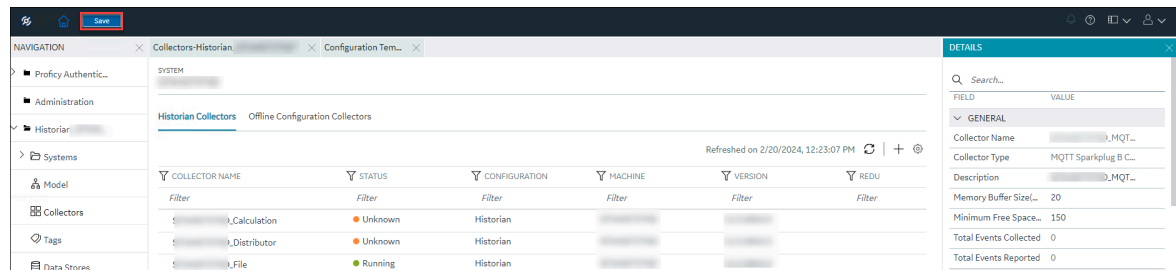 Save
NAVIGATION
Collectors-Historian_
Configuration Tem...
DETAILS
Proficy Authentic...
SYSTEM
Search...
FIELD VALUE
Administration
Historian Collectors Offline Configuration Collectors
GENERAL
Historian
Collector Name _MQT...
Systems
Refreshed on 2/20/2024, 12:23:07 PM
Collector Type MQTT Sparkplug B C...
Model
COLLECTOR NAME STATUS CONFIGURATION MACHINE VERSION REDU
Description _MQT...
Filter Filter Filter Filter Filter Filter
Memory Buffer Size(... 20
Collectors
_Calculation Unknown Historian
Minimum Free Space... 150
Tags
_Distributor Unknown Historian
Total Events Collected 0
Data Stores
_File Running Historian
Total Events Reported 0